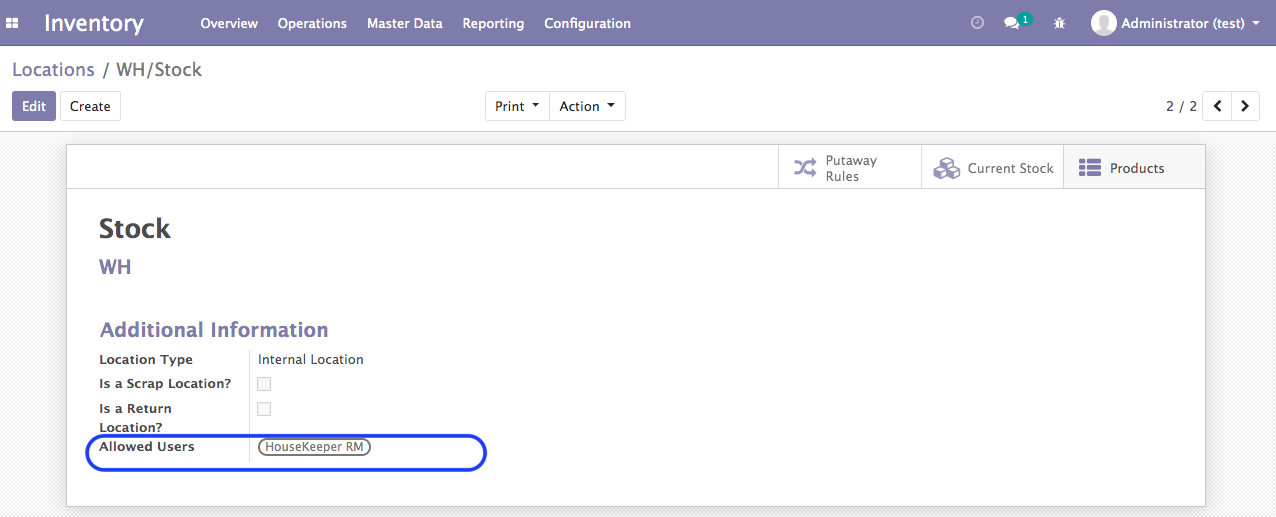 Inventory Overview Operations Master Data Reporting Configuration 1 Administrator (test)
Locations / WH/Stock
Edit Create Print Action 2 / 2
Putaway Rules
Current Stock
Products
Stock
WH
Additional Information
Location Type Internal Location
Is a Scrap Location?
Is a Return
Location?
Allowed Users HouseKeeper RM